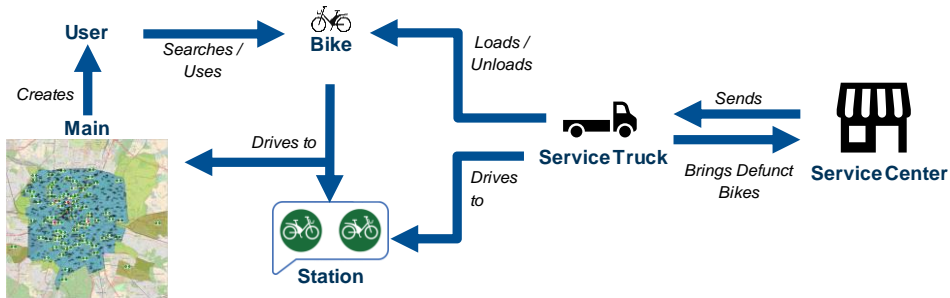 User
Searches /
Uses
Bike
Loads /
Unloads
Creates
Sends
Main
Drives to
Service Truck
Drives
to
Brings Defunct
Bikes
Service Center
Station